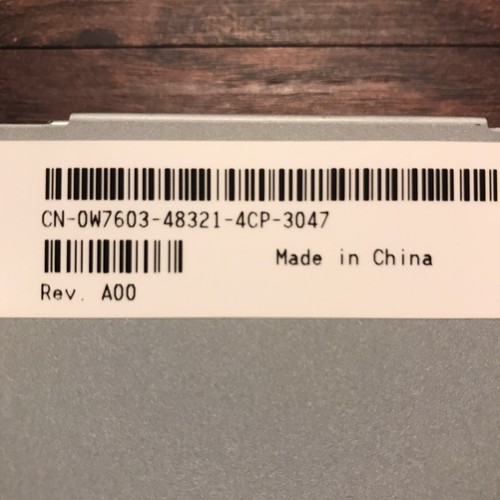 CN-0W7603-48321-4CP-3047
Made in China
Rev. A00